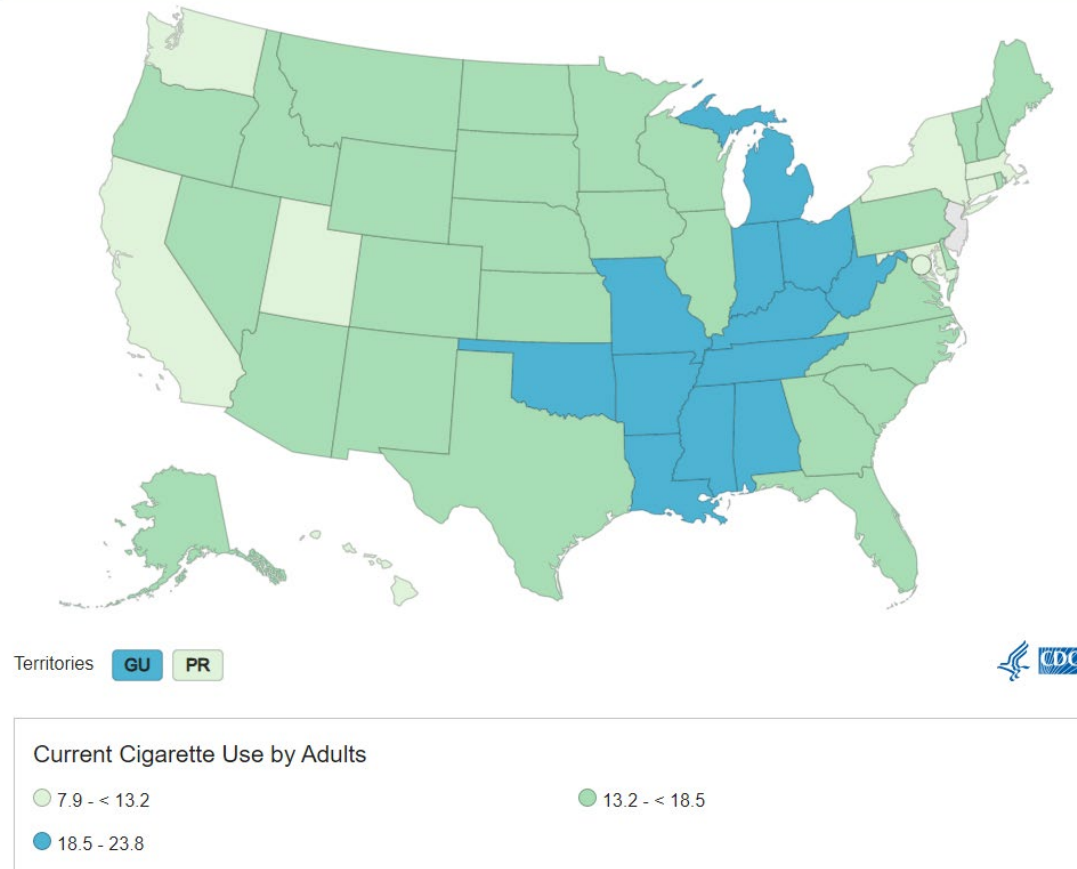 Territories GU PR
CDC
Current Cigarette Use by Adults
7.9 - < 13.2
13.2 - < 18.5
18.5 - 23.8